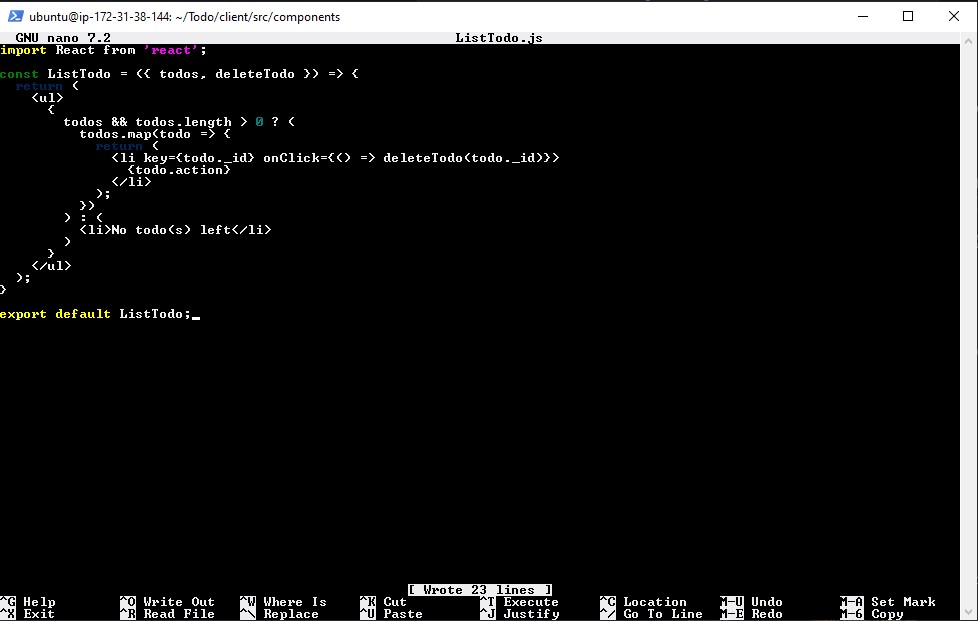 ubuntu@ip-172-31-38-144: ~/Todo/client/src/components
GNU nano 7.2 ListTodo.js
import React from 'react';

const ListTodo = ({ todos, deleteTodo }) => {
  return (
    <ul>
      {
        todos && todos.length > 0 ? (
          todos.map(todo => {
            return (
              <li key={todo._id} onClick={() => deleteTodo(todo._id)}>
                {todo.action}
              </li>
            );
          })
        ) : (
          <li>No todo(s) left</li>
        )
      }
    </ul>
  );
}

export default ListTodo;
[ Wrote 23 lines ]
^G Help ^O Write Out ^W Where Is ^K Cut ^T Execute ^C Location M-U Undo M-A Set Mark
^X Exit ^R Read File ^\ Replace ^U Paste ^J Justify ^/ Go To Line M-E Redo M-6 Copy